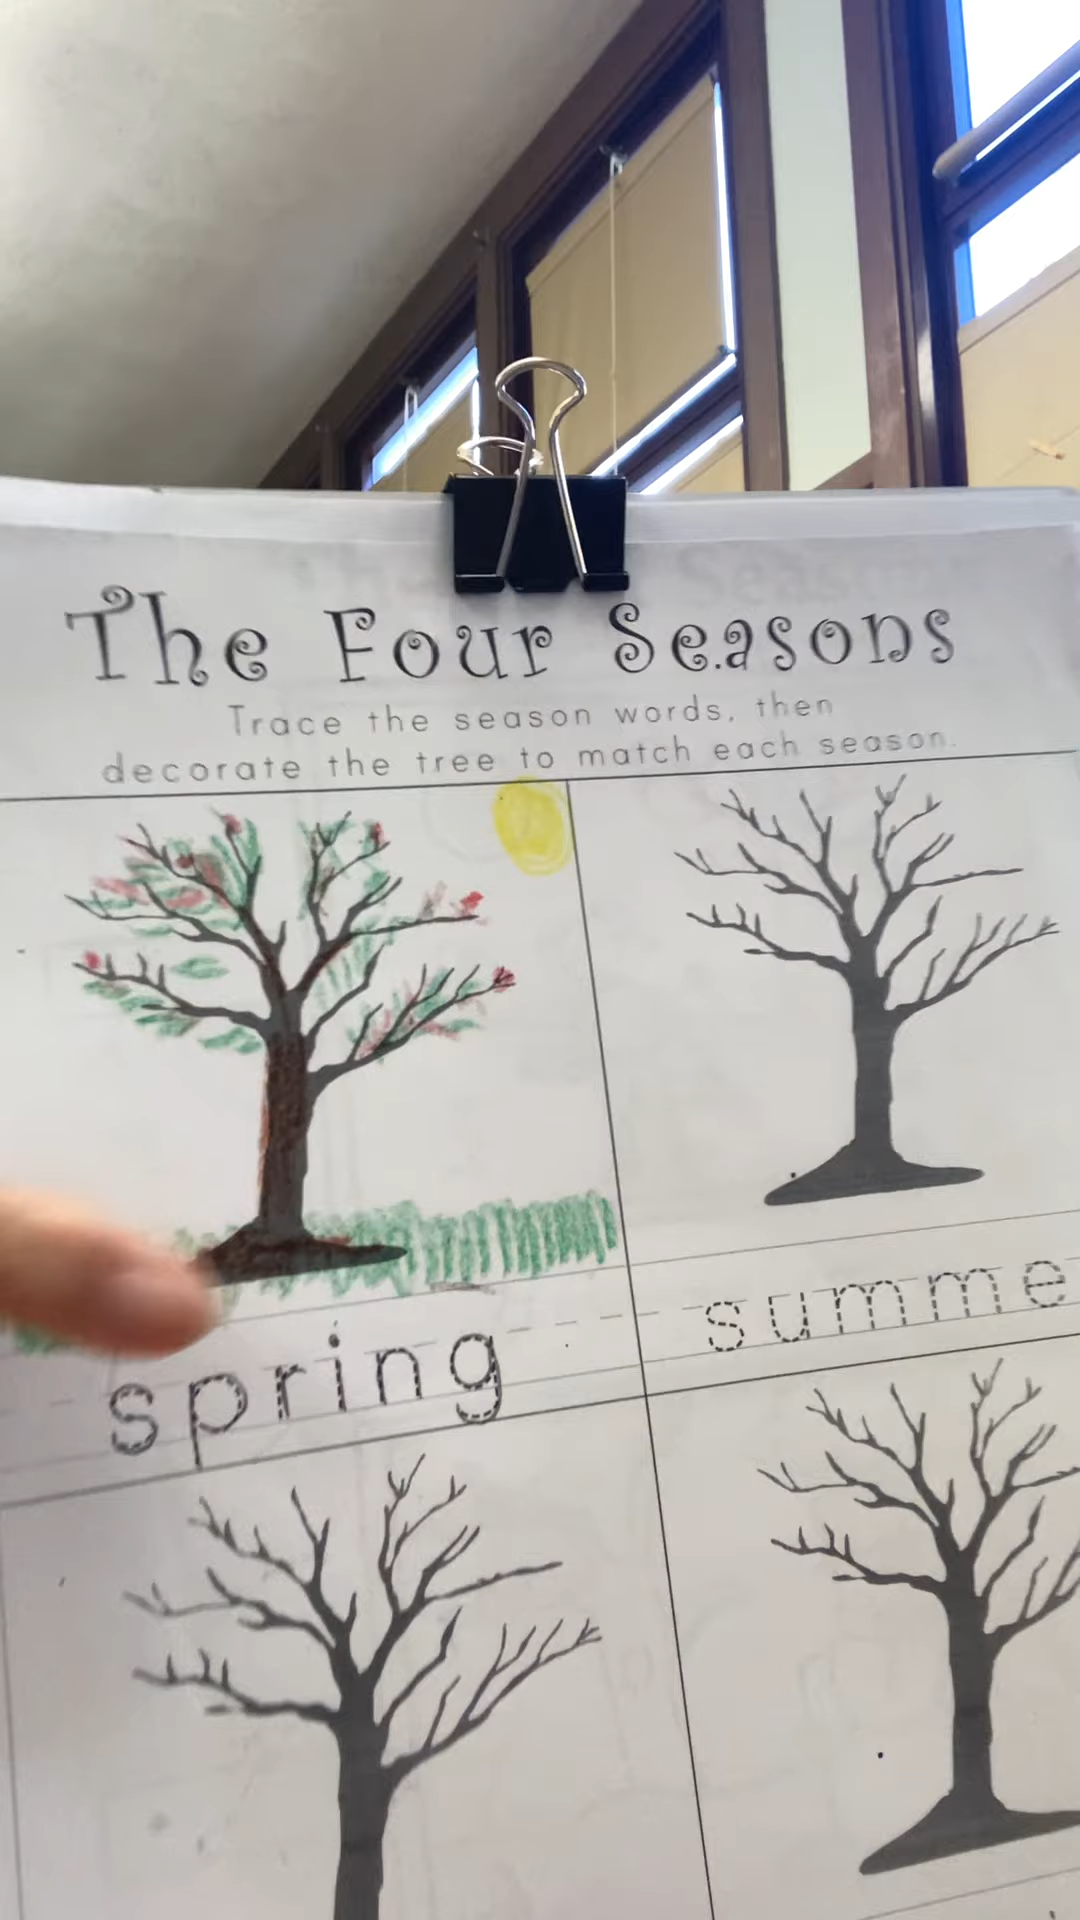 The Four Seasons
Trace the season words, then
decorate the tree to match each season.
spring
summe